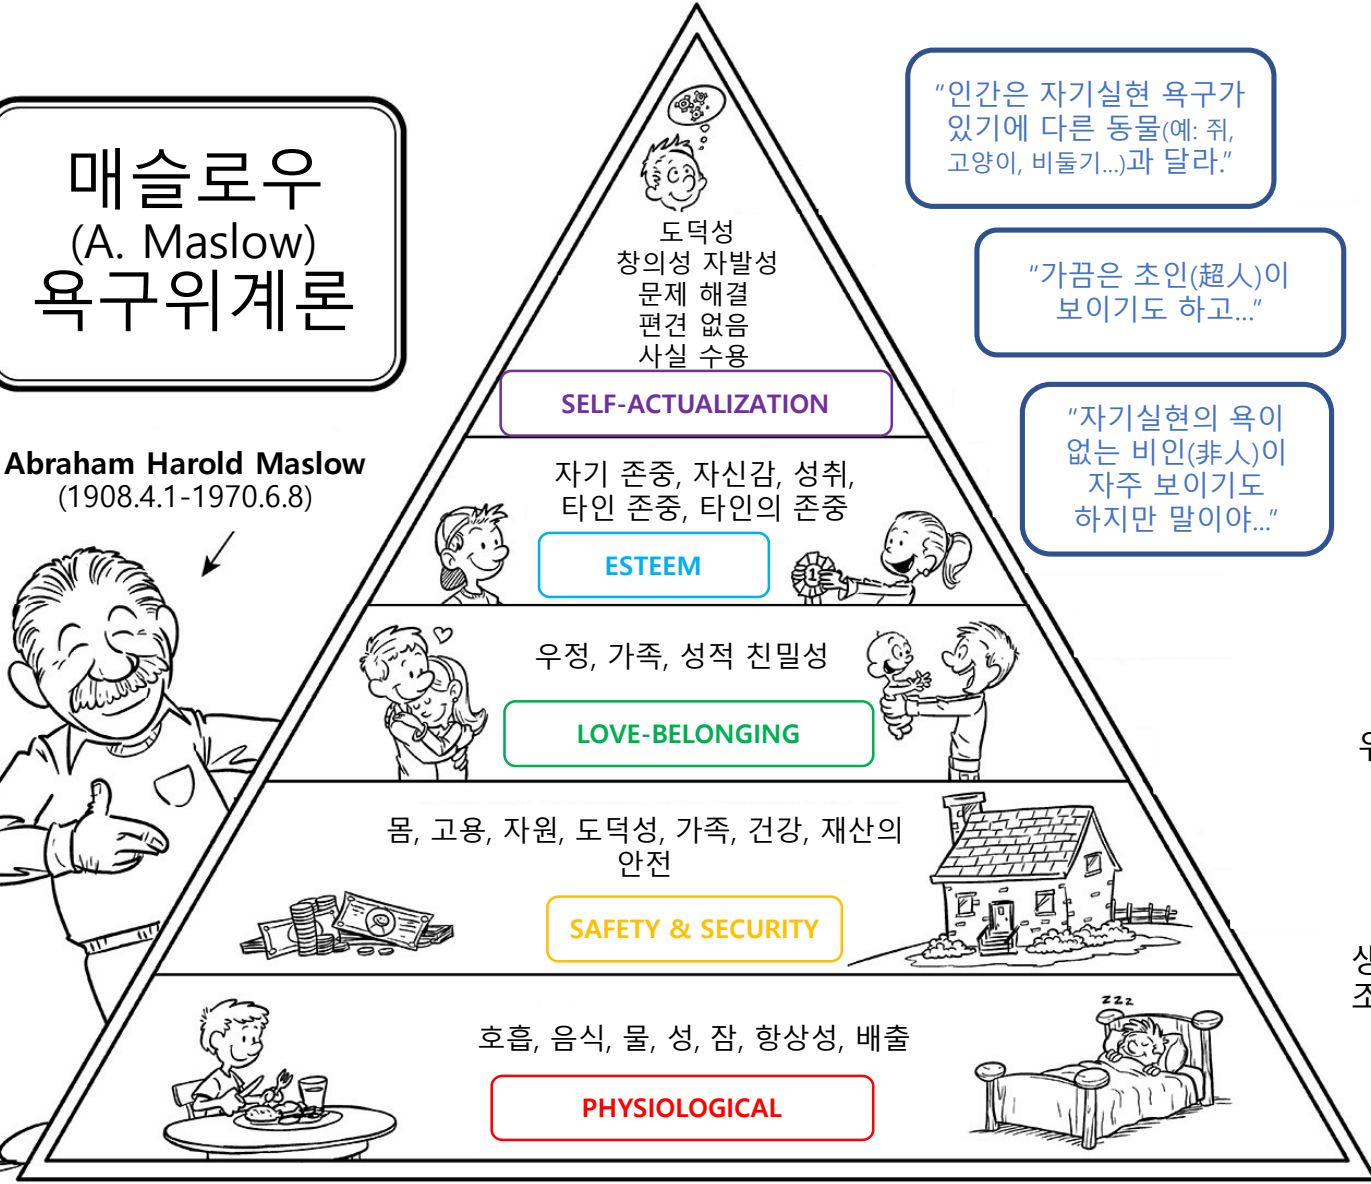 매슬로우
(A. Maslow)
욕구위계론
Abraham Harold Maslow
(1908.4.1-1970.6.8)
“인간은 자기실현 욕구가
있기에 다른 동물(예: 쥐,
고양이, 비둘기...)과 달라.”
“가끔은 초인(超人)이
보이기도 하고...”
“자기실현의 욕이
없는 비인(非人)이
자주 보이기도
하지만 말이야...”
도덕성
창의성 자발성
문제 해결
편견 없음
사실 수용
SELF-ACTUALIZATION
자기 존중, 자신감, 성취,
타인 존중, 타인의 존중
ESTEEM
1
우정, 가족, 성적 친밀성
LOVE-BELONGING
몸, 고용, 자원, 도덕성, 가족, 건강, 재산의
안전
SAFETY & SECURITY
zzz
호흡, 음식, 물, 성, 잠, 항상성, 배출
PHYSIOLOGICAL